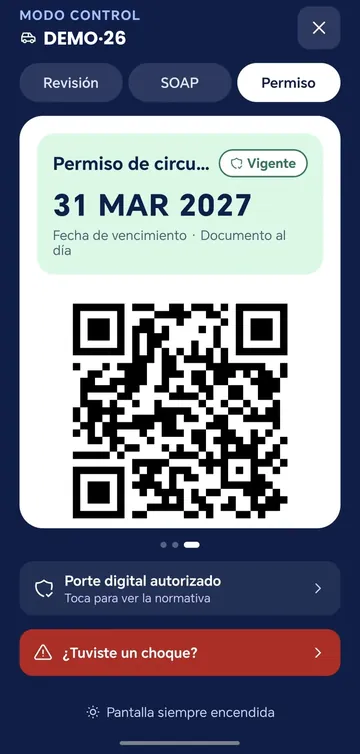 MODO CONTROL
DEMO·26
Revisión
SOAP
Permiso
Permiso de circu...
Vigente
31 MAR 2027
Fecha de vencimiento · Documento al
día
Porte digital autorizado
Toca para ver la normativa
¿Tuviste un choque?
Pantalla siempre encendida